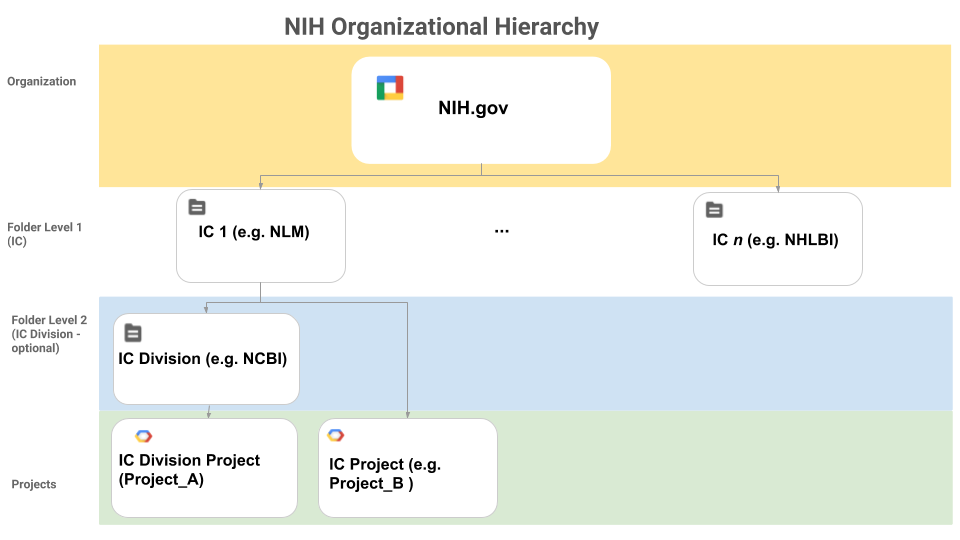 NIH Organizational Hierarchy
Organization
NIH.gov
Folder Level 1
(IC)
IC 1 (e.g. NLM)
...
IC n (e.g. NHLBI)
Folder Level 2
(IC Division -
optional)
IC Division (e.g. NCBI)
Projects
IC Division Project
(Project_A)
IC Project (e.g.
Project_B )